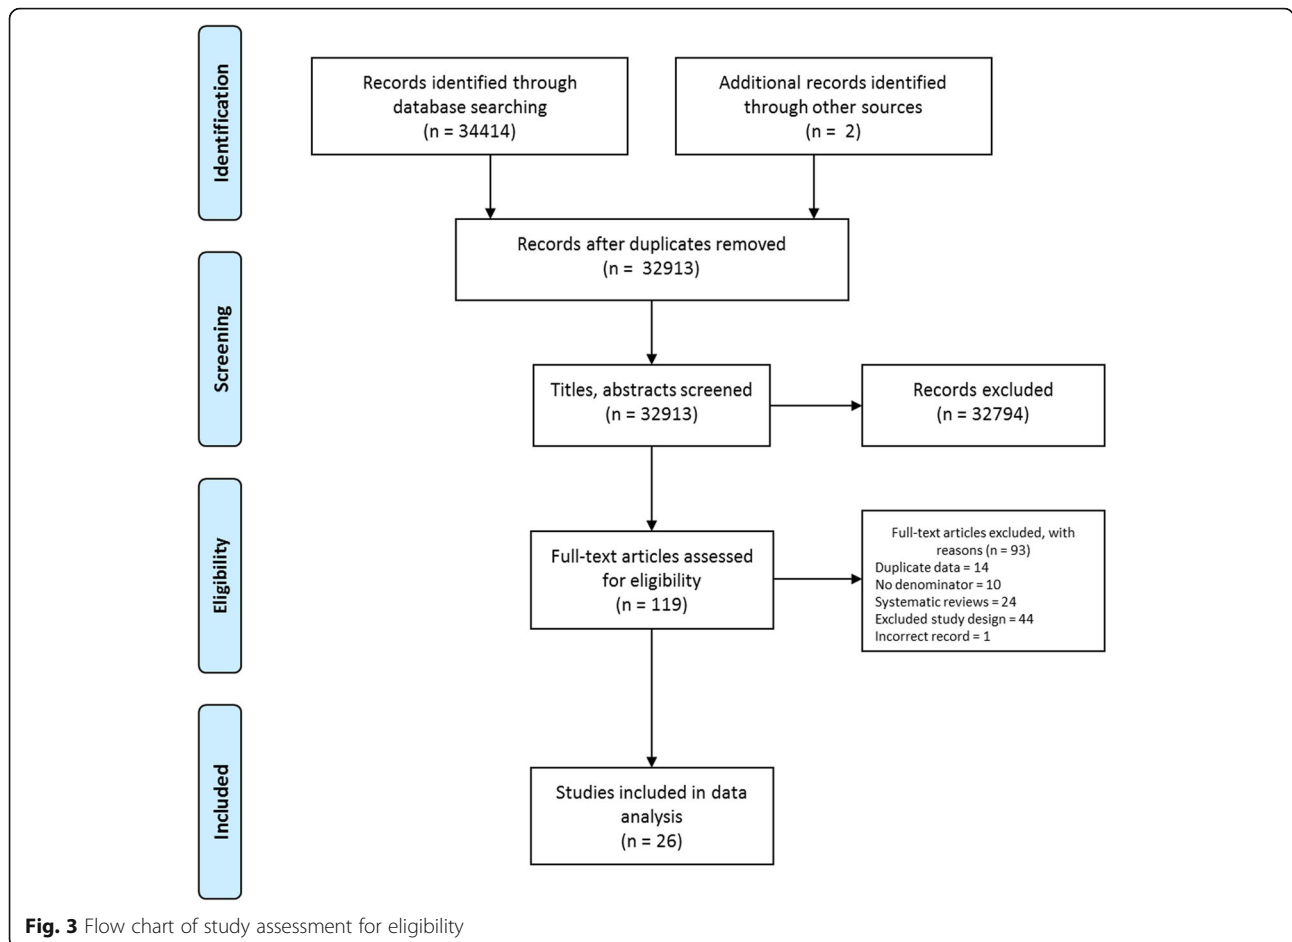 Identification
Records identified through
database searching
(n = 34414)
Additional records identified
through other sources
(n = 2)
Records after duplicates removed
(n = 32913)
Screening
Titles, abstracts screened
(n = 32913)
Records excluded
(n = 32794)
Eligibility
Full-text articles assessed
for eligibility
(n = 119)
Full-text articles excluded, with
reasons (n = 93)
Duplicate data = 14
No denominator = 10
Systematic reviews = 24
Excluded study design = 44
Incorrect record = 1
Included
Studies included in data
analysis
(n = 26)
Fig. 3 Flow chart of study assessment for eligibility